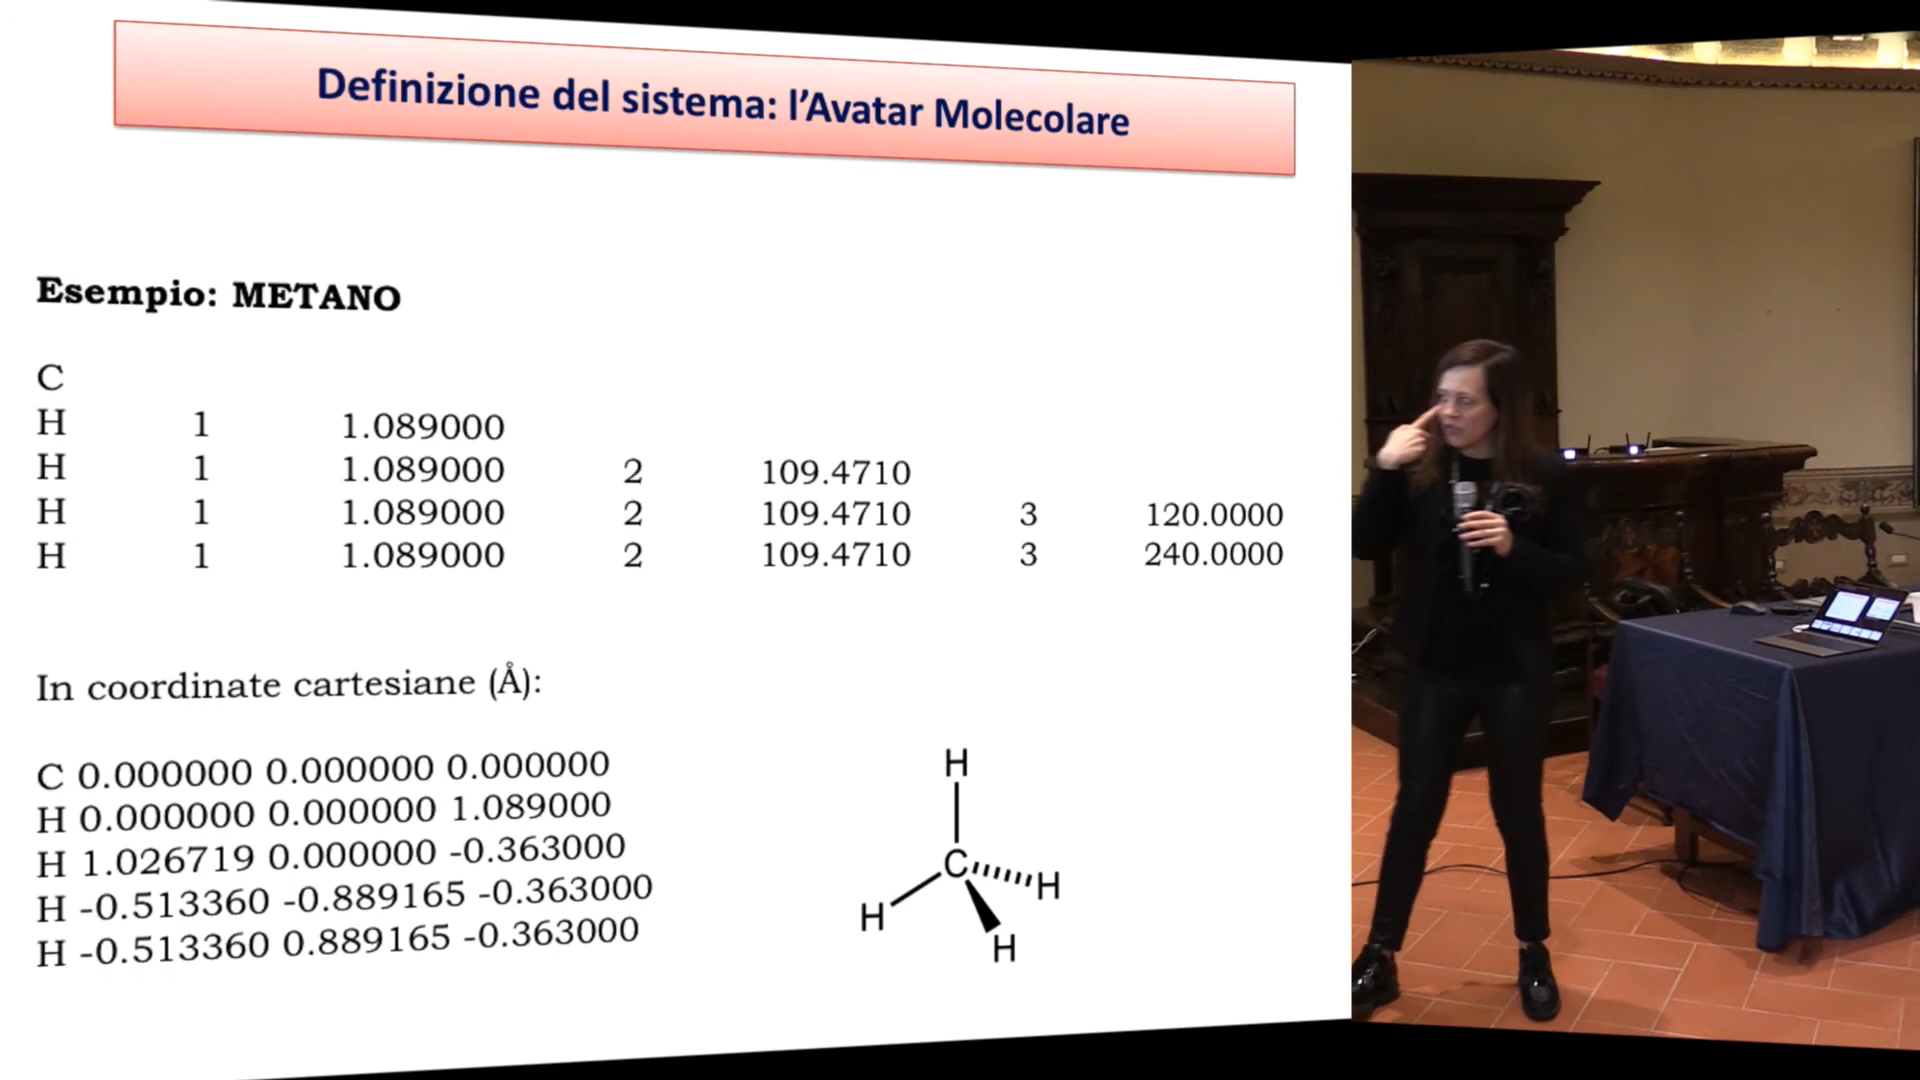 Definizione del sistema: l'Avatar Molecolare
Esempio: METANO
C
H 1 1.089000
H 1 1.089000 2 109.4710
H 1 1.089000 2 109.4710 3 120.0000
H 1 1.089000 2 109.4710 3 240.0000
In coordinate cartesiane (Å):
C 0.000000 0.000000 0.000000
H 0.000000 0.000000 1.089000
H 1.026719 0.000000 -0.363000
H -0.513360 -0.889165 -0.363000
H -0.513360 0.889165 -0.363000
H
C
H
H
H